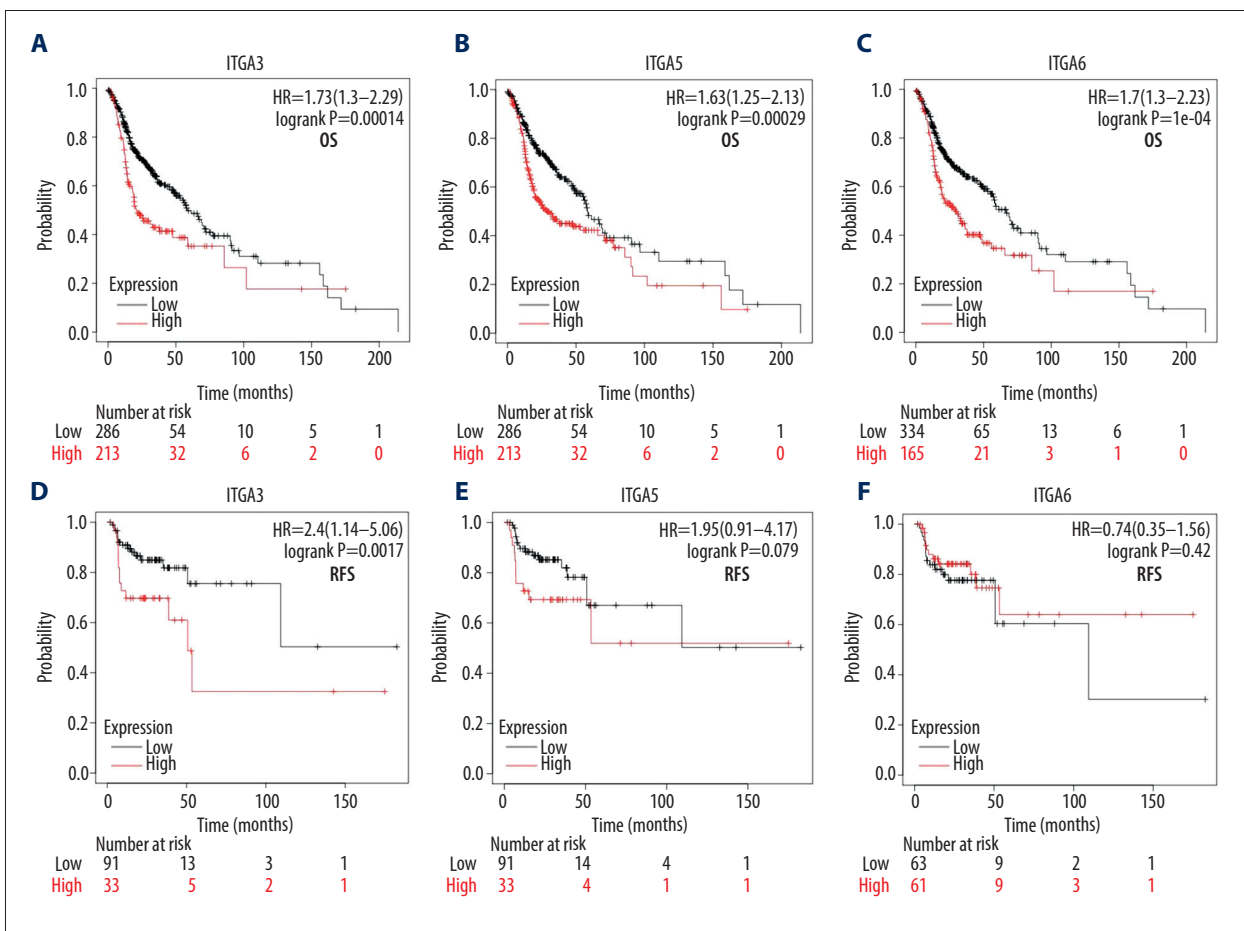 A
ITGA3
HR=1.73(1.3–2.29)
logrank P=0.00014
OS
Probability
1.0
0.8
0.6
0.4
0.2
0.0
Expression
Low
High
0 50 100 150 200
Time (months)
Number at risk
Low 286 54 10 5 1
High 213 32 6 2 0
B
ITGA5
HR=1.63(1.25–2.13)
logrank P=0.00029
OS
Probability
1.0
0.8
0.6
0.4
0.2
0.0
Expression
Low
High
0 50 100 150 200
Time (months)
Number at risk
Low 286 54 10 5 1
High 213 32 6 2 0
C
ITGA6
HR=1.7(1.3–2.23)
logrank P=1e-04
OS
Probability
1.0
0.8
0.6
0.4
0.2
0.0
Expression
Low
High
0 50 100 150 200
Time (months)
Number at risk
Low 334 65 13 6 1
High 165 21 3 1 0
D
ITGA3
HR=2.4(1.14–5.06)
logrank P=0.0017
RFS
Probability
1.0
0.8
0.6
0.4
0.2
0.0
Expression
Low
High
0 50 100 150
Time (months)
Number at risk
Low 91 13 3 1
High 33 5 2 1
E
ITGA5
HR=1.95(0.91–4.17)
logrank P=0.079
RFS
Probability
1.0
0.8
0.6
0.4
0.2
0.0
Expression
Low
High
0 50 100 150
Time (months)
Number at risk
Low 91 14 4 1
High 33 4 1 1
F
ITGA6
HR=0.74(0.35–1.56)
logrank P=0.42
RFS
Probability
1.0
0.8
0.6
0.4
0.2
0.0
Expression
Low
High
0 50 100 150
Time (months)
Number at risk
Low 63 9 2 1
High 61 9 3 1